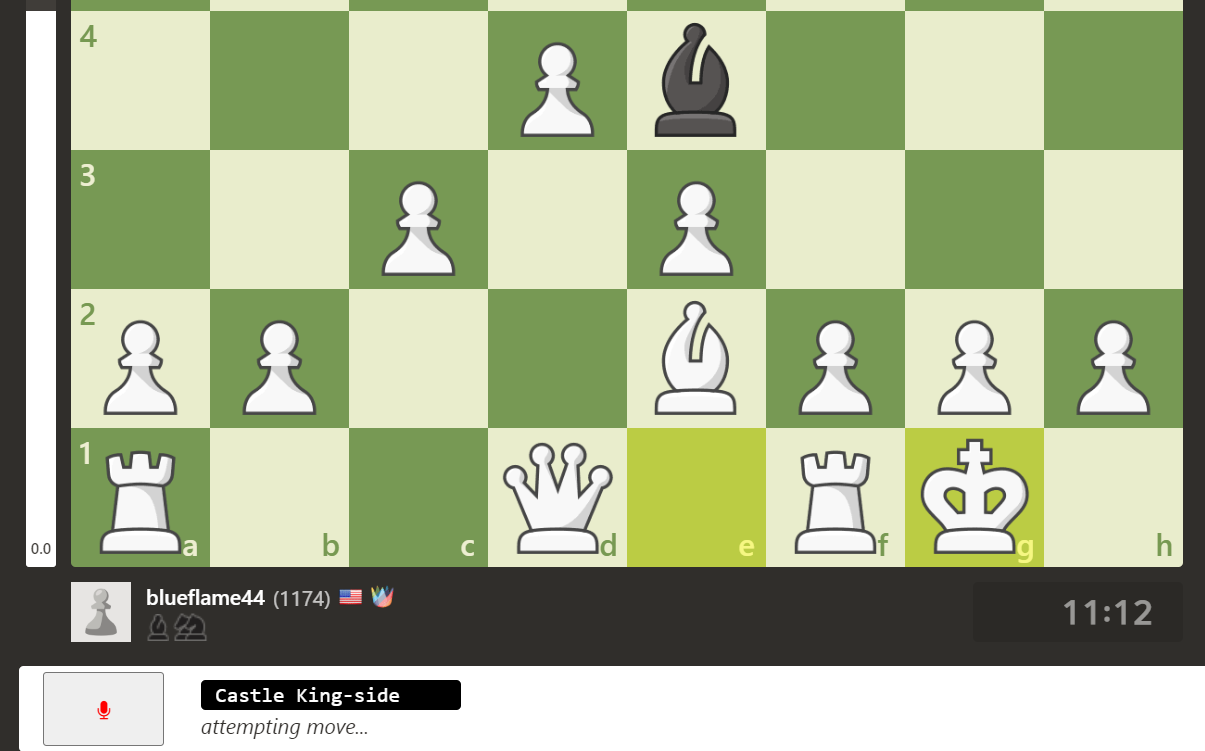 4
3
2
1
a b c d e f g h
0.0
blueflame44 (1174)
11:12
Castle King-side
attempting move...